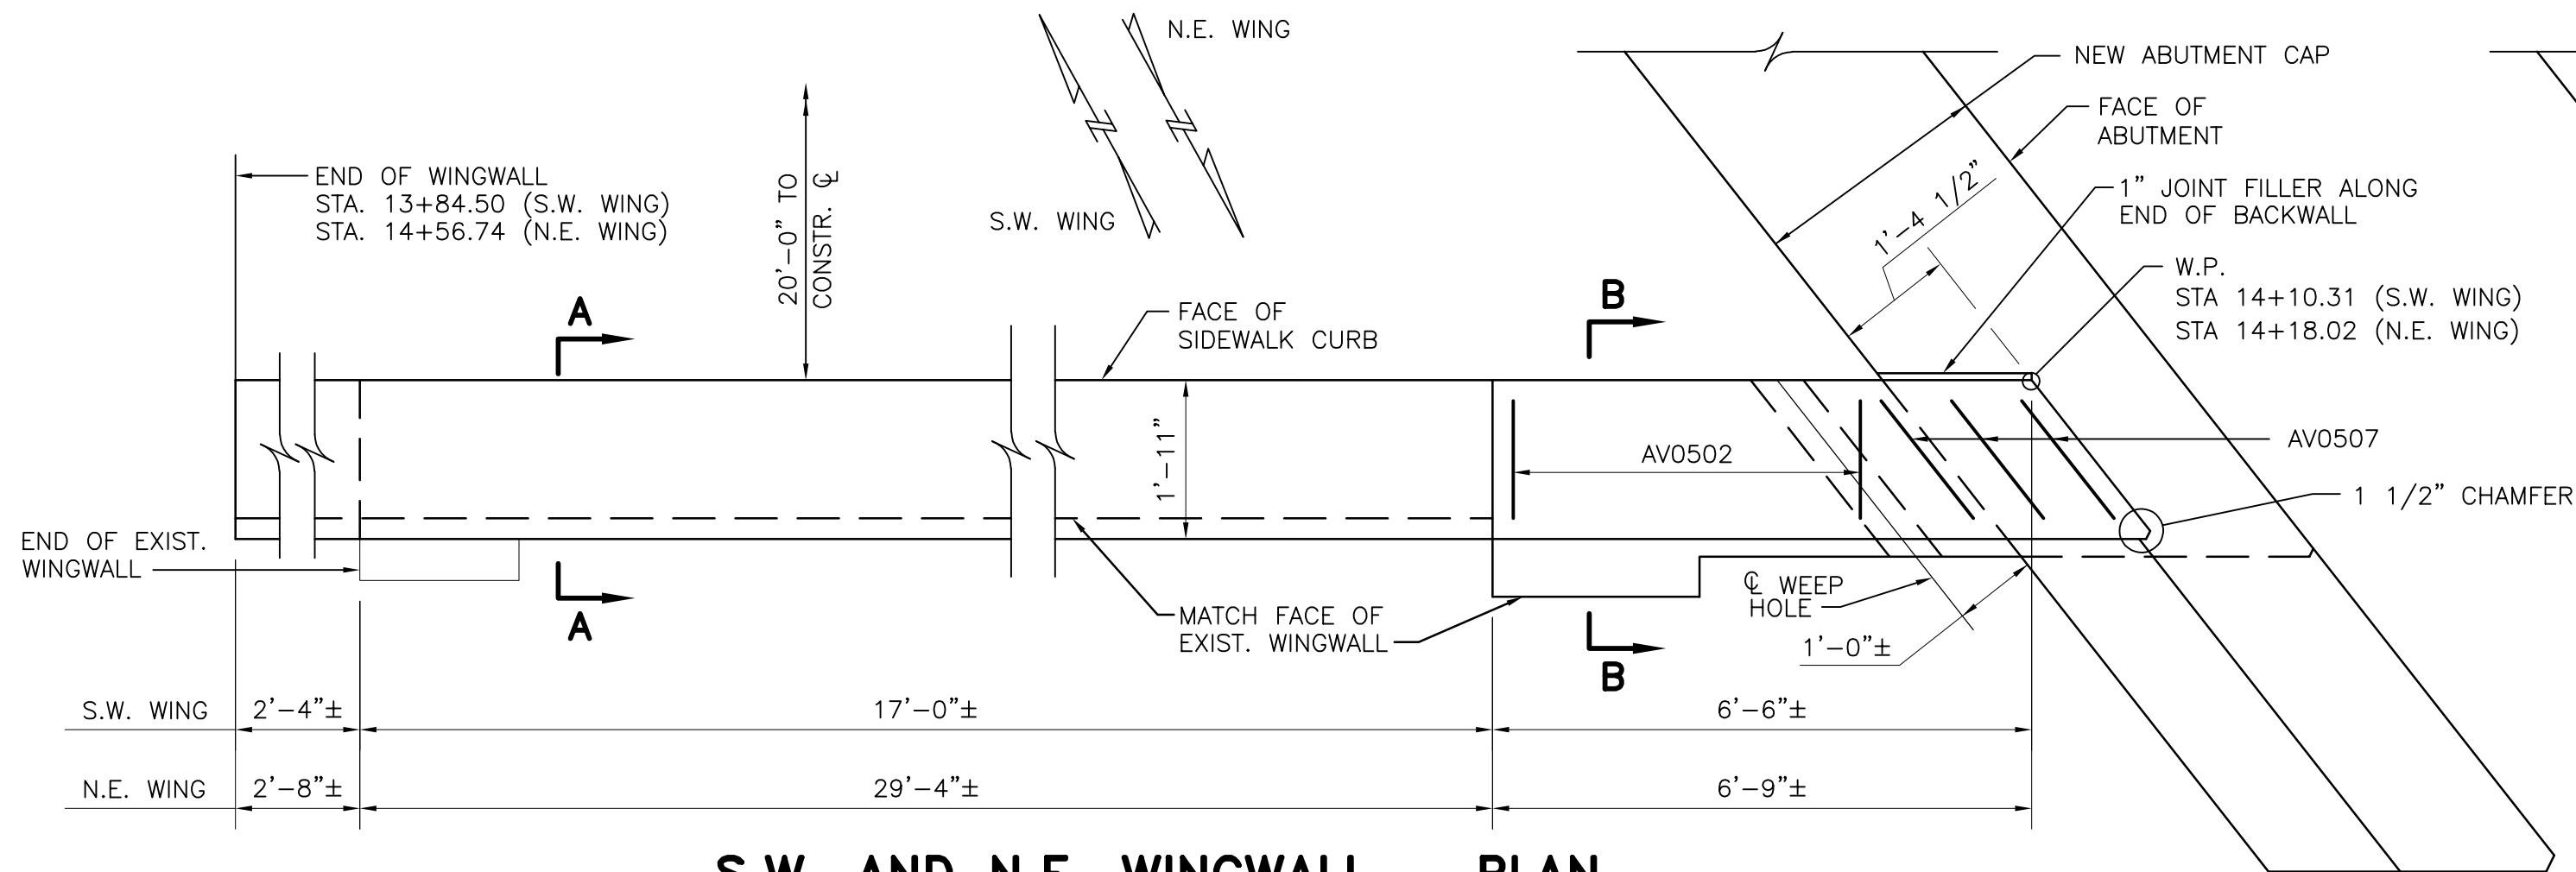 N.E. WING
S.W. WING
NEW ABUTMENT CAP
FACE OF
ABUTMENT
1" JOINT FILLER ALONG
END OF BACKWALL
W.P.
STA 14+10.31 (S.W. WING)
STA 14+18.02 (N.E. WING)
1'-4 1/2"
END OF WINGWALL
STA. 13+84.50 (S.W. WING)
STA. 14+56.74 (N.E. WING)
20'-0" TO
CONSTR. ℄
A
B
FACE OF
SIDEWALK CURB
1'-11"
AV0502
AV0507
1 1/2" CHAMFER
END OF EXIST.
WINGWALL
A
MATCH FACE OF
EXIST. WINGWALL
B
℄ WEEP
HOLE
1'-0"±
S.W. WING 2'-4"± 17'-0"± 6'-6"±
N.E. WING 2'-8"± 29'-4"± 6'-9"±
S.W. AND N.E. WINGWALL PLAN